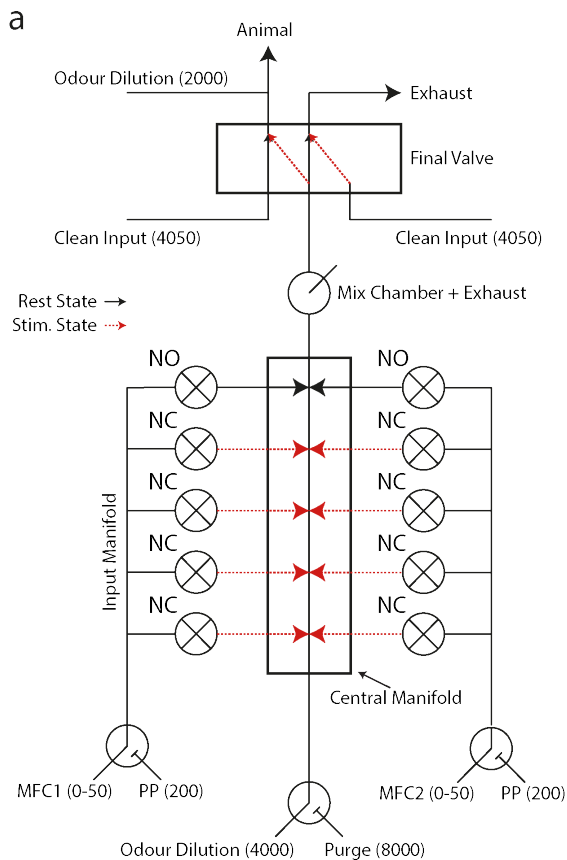 a
Animal
Odour Dilution (2000)
Exhaust
Final Valve
Clean Input (4050)
Clean Input (4050)
Rest State
Stim. State
Mix Chamber + Exhaust
NO
NO
NC
NC
NC
NC
NC
NC
NC
NC
Input Manifold
Central Manifold
MFC1 (0-50)
PP (200)
MFC2 (0-50)
PP (200)
Odour Dilution (4000)
Purge (8000)